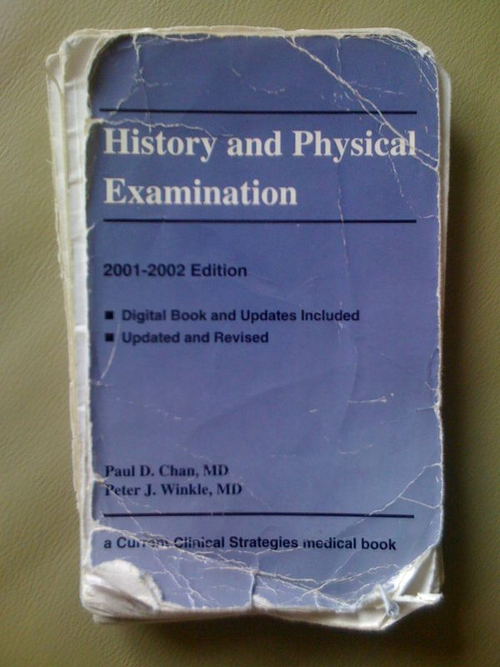 History and Physical
Examination
2001-2002 Edition
■ Digital Book and Updates Included
■ Updated and Revised
Paul D. Chan, MD
Peter J. Winkle, MD
a Current Clinical Strategies medical book